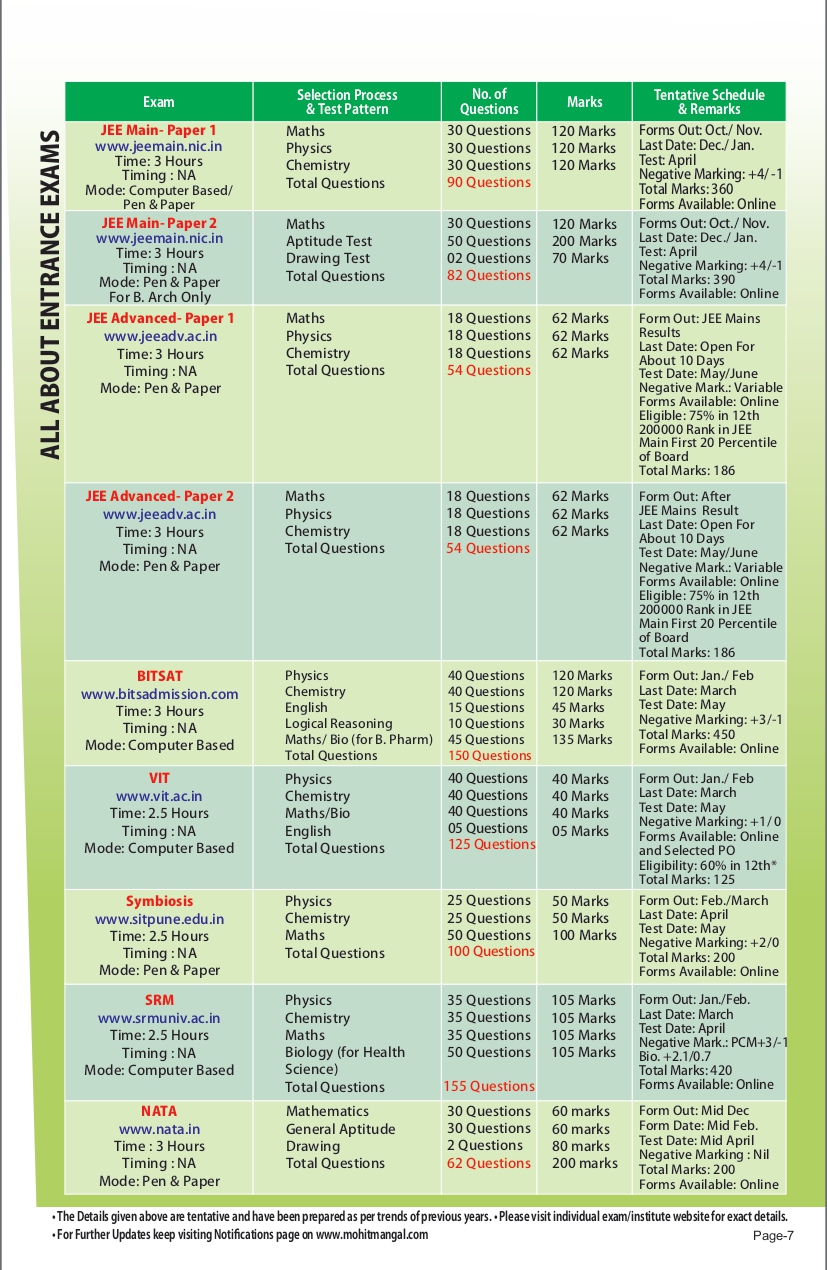 ALL ABOUT ENTRANCE EXAMS
Exam
Selection Process
& Test Pattern
No. of
Questions
Marks
Tentative Schedule
& Remarks
JEE Main- Paper 1
www.jeemain.nic.in
Time: 3 Hours
Timing : NA
Mode: Computer Based/
Pen & Paper
Maths
Physics
Chemistry
Total Questions
30 Questions
30 Questions
30 Questions
90 Questions
120 Marks
120 Marks
120 Marks
Forms Out: Oct./ Nov.
Last Date: Dec./ Jan.
Test: April
Negative Marking: +4/ -1
Total Marks: 360
Forms Available: Online
JEE Main- Paper 2
www.jeemain.nic.in
Time: 3 Hours
Timing : NA
Mode: Pen & Paper
For B. Arch Only
Maths
Aptitude Test
Drawing Test
Total Questions
30 Questions
50 Questions
02 Questions
82 Questions
120 Marks
200 Marks
70 Marks
Forms Out: Oct./ Nov.
Last Date: Dec./ Jan.
Test: April
Negative Marking: +4/-1
Total Marks: 390
Forms Available: Online
JEE Advanced- Paper 1
www.jeeadv.ac.in
Time: 3 Hours
Timing : NA
Mode: Pen & Paper
Maths
Physics
Chemistry
Total Questions
18 Questions
18 Questions
18 Questions
54 Questions
62 Marks
62 Marks
62 Marks
Form Out: JEE Mains
Results
Last Date: Open For
About 10 Days
Test Date: May/June
Negative Mark.: Variable
Forms Available: Online
Eligible: 75% in 12th
200000 Rank in JEE
Main First 20 Percentile
of Board
Total Marks: 186
JEE Advanced- Paper 2
www.jeeadv.ac.in
Time: 3 Hours
Timing : NA
Mode: Pen & Paper
Maths
Physics
Chemistry
Total Questions
18 Questions
18 Questions
18 Questions
54 Questions
62 Marks
62 Marks
62 Marks
Form Out: After
JEE Mains Result
Last Date: Open For
About 10 Days
Test Date: May/June
Negative Mark.: Variable
Forms Available: Online
Eligible: 75% in 12th
200000 Rank in JEE
Main First 20 Percentile
of Board
Total Marks: 186
BITSAT
www.bitsadmission.com
Time: 3 Hours
Timing : NA
Mode: Computer Based
Physics
Chemistry
English
Logical Reasoning
Maths/ Bio (for B. Pharm)
Total Questions
40 Questions
40 Questions
15 Questions
10 Questions
45 Questions
150 Questions
120 Marks
120 Marks
45 Marks
30 Marks
135 Marks
Form Out: Jan./ Feb
Last Date: March
Test Date: May
Negative Marking: +3/-1
Total Marks: 450
Forms Available: Online
VIT
www.vit.ac.in
Time: 2.5 Hours
Timing : NA
Mode: Computer Based
Physics
Chemistry
Maths/Bio
English
Total Questions
40 Questions
40 Questions
40 Questions
05 Questions
125 Questions
40 Marks
40 Marks
40 Marks
05 Marks
Form Out: Jan./ Feb
Last Date: March
Test Date: May
Negative Marking: +1/ 0
Forms Available: Online
and Selected PO
Eligibility: 60% in 12th*
Total Marks: 125
Symbiosis
www.sitpune.edu.in
Time: 2.5 Hours
Timing : NA
Mode: Pen & Paper
Physics
Chemistry
Maths
Total Questions
25 Questions
25 Questions
50 Questions
100 Questions
50 Marks
50 Marks
100 Marks
Form Out: Feb./March
Last Date: April
Test Date: May
Negative Marking: +2/0
Total Marks: 200
Forms Available: Online
SRM
www.srmuniv.ac.in
Time: 2.5 Hours
Timing : NA
Mode: Computer Based
Physics
Chemistry
Maths
Biology (for Health
Science)
Total Questions
35 Questions
35 Questions
35 Questions
50 Questions
155 Questions
105 Marks
105 Marks
105 Marks
105 Marks
Form Out: Jan./Feb.
Last Date: March
Test Date: April
Negative Mark.: PCM+3/-1
Bio. +2.1/0.7
Total Marks: 420
Forms Available: Online
NATA
www.nata.in
Time : 3 Hours
Timing : NA
Mode: Pen & Paper
Mathematics
General Aptitude
Drawing
Total Questions
30 Questions
30 Questions
2 Questions
62 Questions
60 marks
60 marks
80 marks
200 marks
Form Out: Mid Dec
Form Date: Mid Feb.
Test Date: Mid April
Negative Marking : Nil
Total Marks: 200
Forms Available: Online
• The Details given above are tentative and have been prepared as per trends of previous years. • Please visit individual exam/institute website for exact details.
• For Further Updates keep visiting Notifications page on www.mohitmangal.com
Page-7